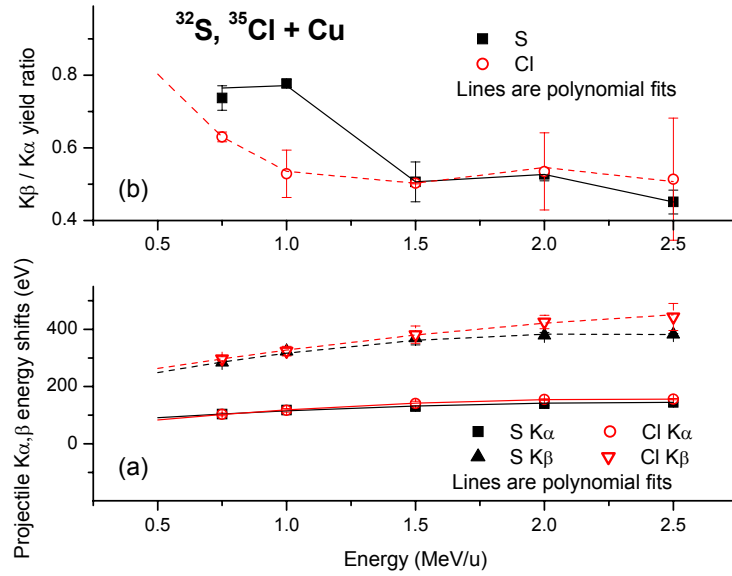 ³²S, ³⁵Cl + Cu
S
Cl
Lines are polynomial fits
Kβ / Kα yield ratio
0.8
0.6
0.4
(b)
0.5 1.0 1.5 2.0 2.5
Projectile Kα,β energy shifts (eV)
400
200
0
(a)
S Kα Cl Kα
S Kβ Cl Kβ
Lines are polynomial fits
0.5 1.0 1.5 2.0 2.5
Energy (MeV/u)